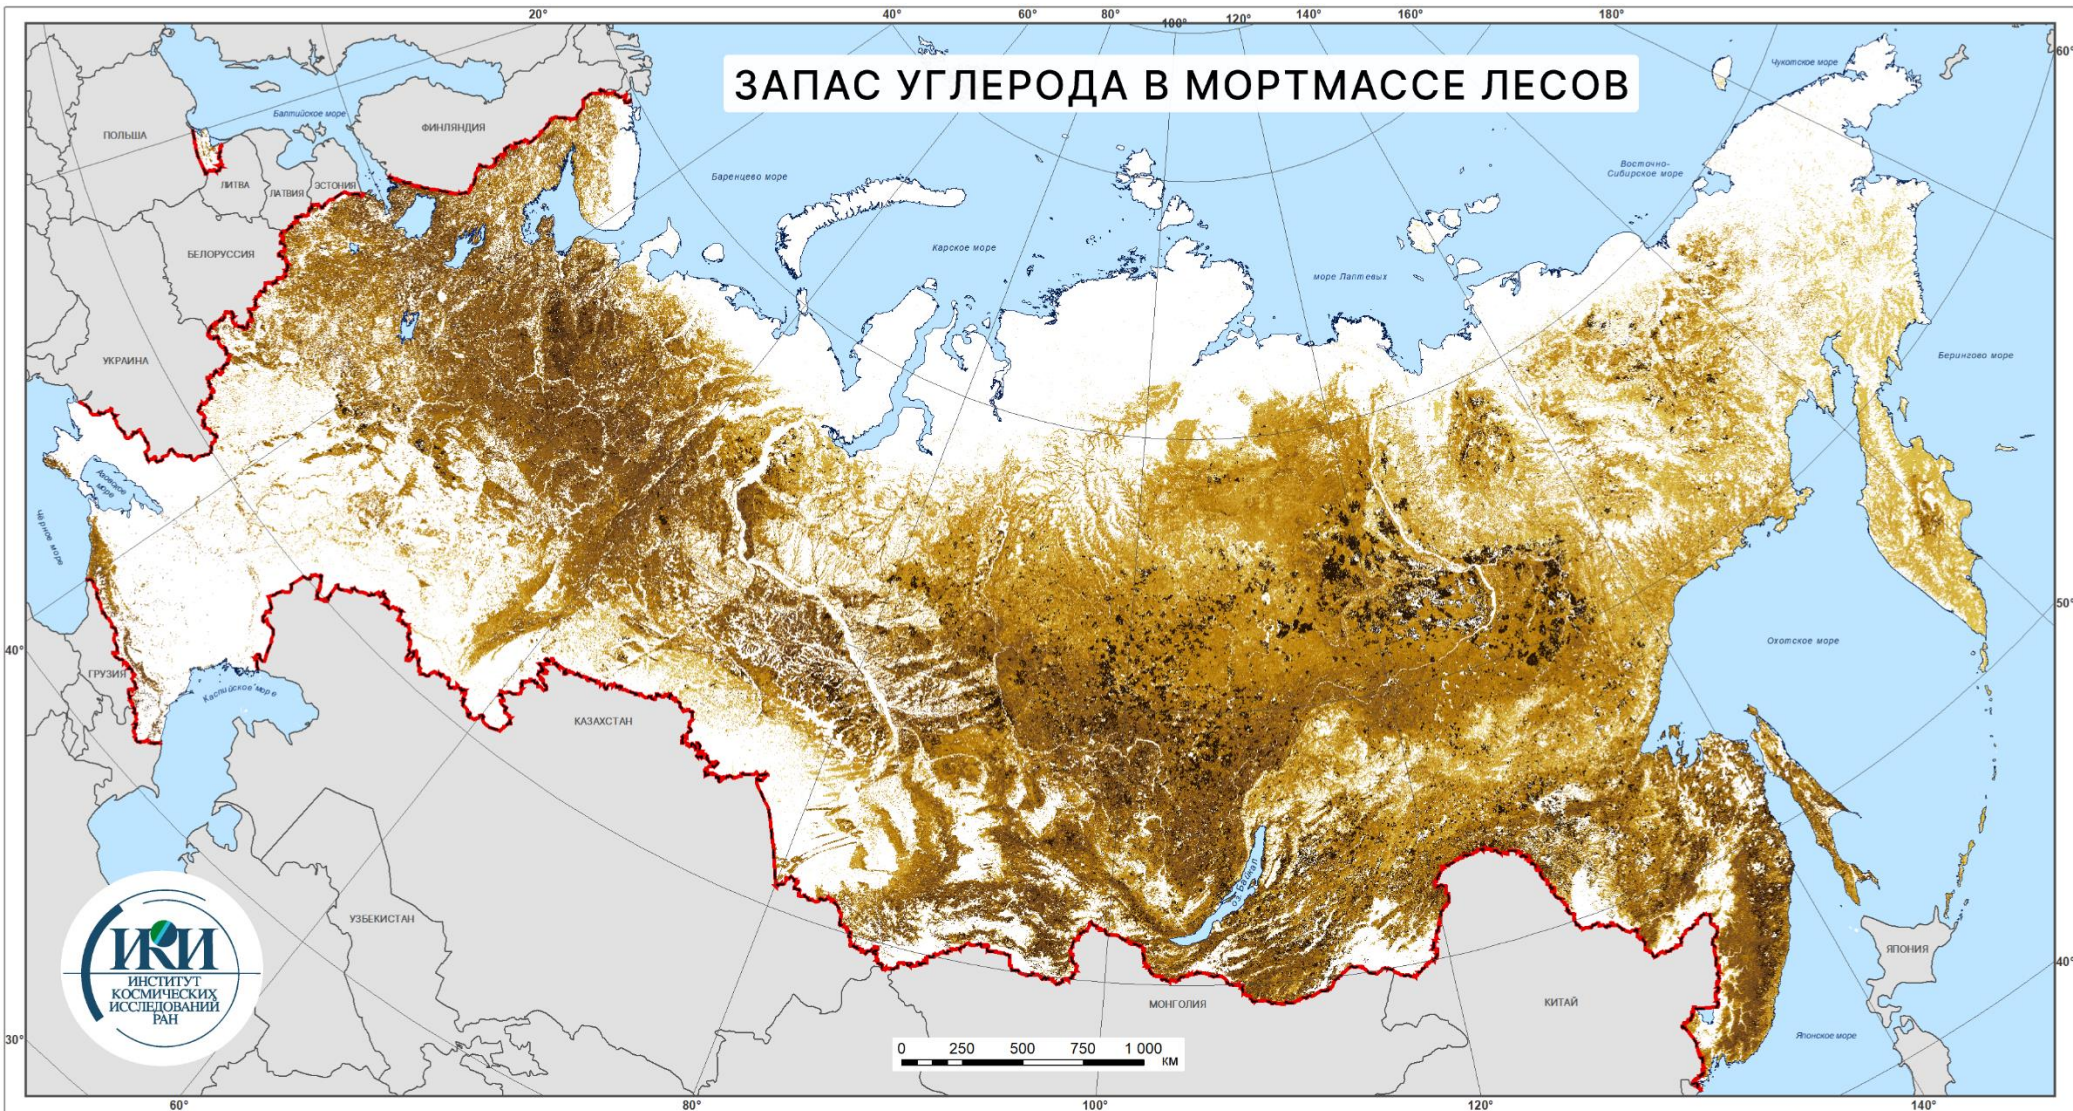 20°
40°
60°
80°
100°
120°
140°
160°
180°
60°
ЗАПАС УГЛЕРОДА В МОРТМАССЕ ЛЕСОВ
Чукотское море
Балтийское море
ФИНЛЯНДИЯ
ПОЛЬША
Восточно-
Сибирское море
Баренцево море
ЛИТВА
ЛАТВИЯ
ЭСТОНИЯ
Карское море
БЕЛОРУССИЯ
море Лаптевых
УКРАИНА
Берингово море
Азовское
море
Чёрное море
50°
40°
Охотское море
ГРУЗИЯ
Каспийское море
КАЗАХСТАН
оз. Байкал
УЗБЕКИСТАН
ЯПОНИЯ
ИКИ
ИНСТИТУТ
КОСМИЧЕСКИХ
ИССЛЕДОВАНИЙ
РАН
40°
МОНГОЛИЯ
КИТАЙ
30°
Японское море
0 250 500 750 1 000
КМ
60°
80°
100°
120°
140°